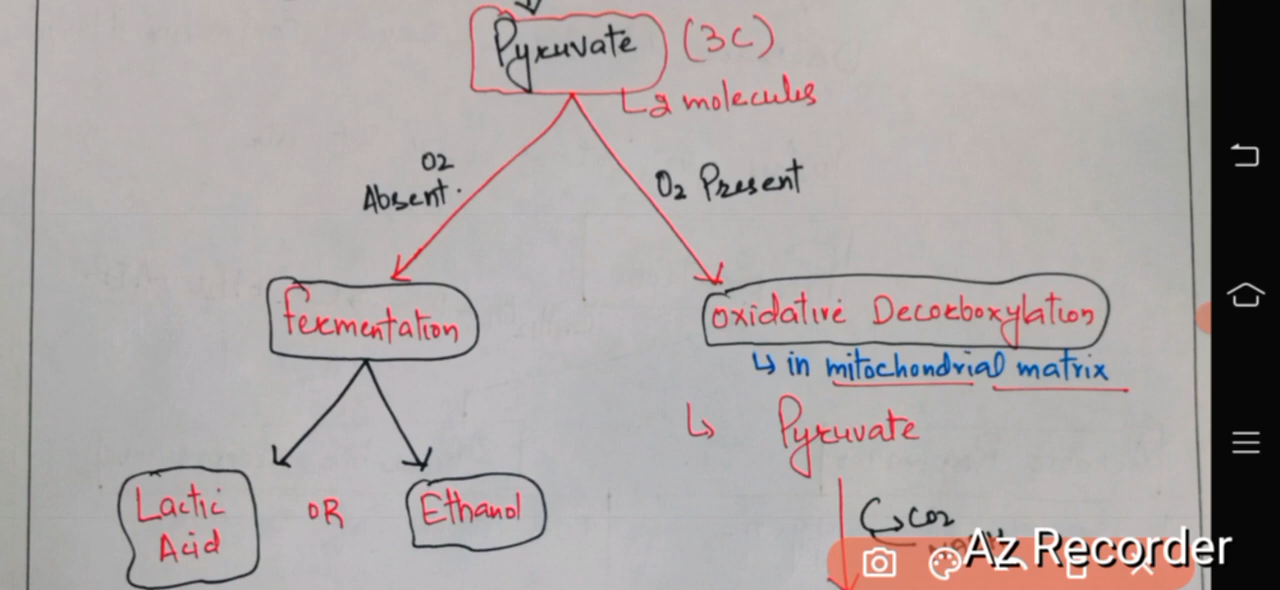 Pyruvate (3C)
2 molecules
O2
Absent.
O2 Present
fermentation
oxidative Decarboxylation
in mitochondrial matrix
Pyruvate
Lactic
Acid
OR
Ethanol
CO2
Az Recorder